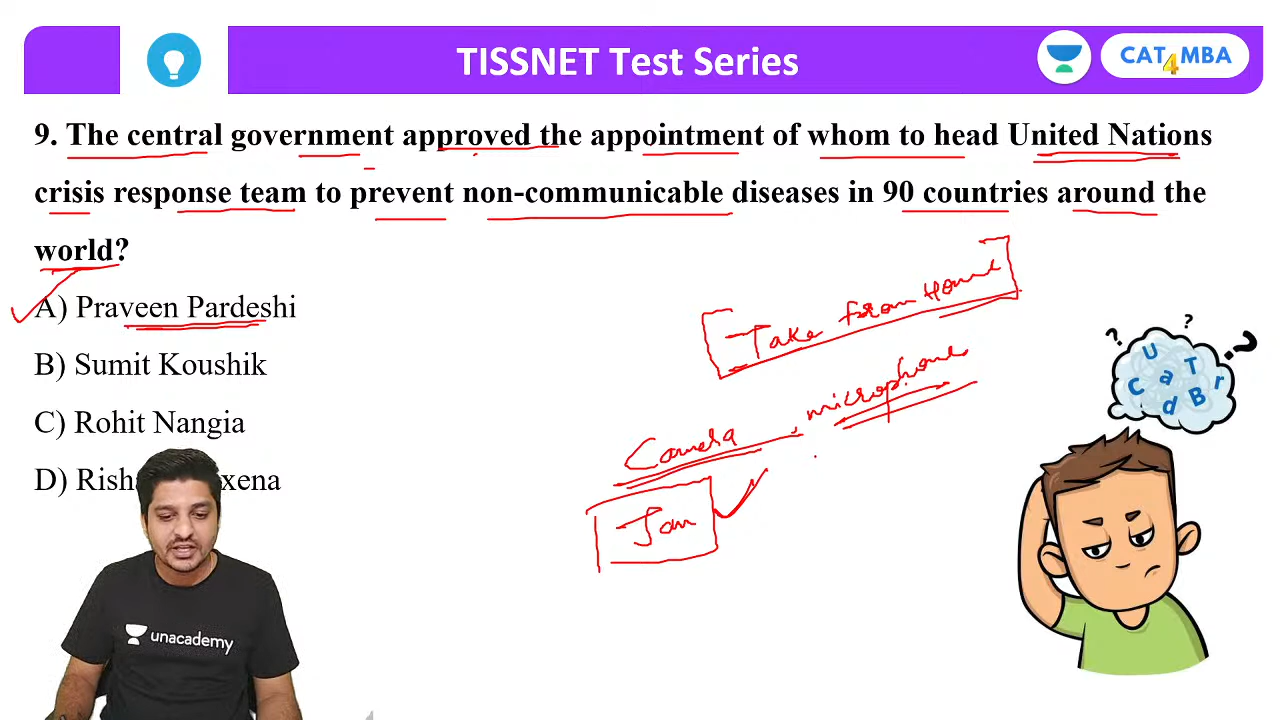 TISSNET Test Series
CAT4MBA
9. The central government approved the appointment of whom to head United Nations
crisis response team to prevent non-communicable diseases in 90 countries around the
world?
A) Praveen Pardeshi
B) Sumit Koushik
C) Rohit Nangia
D) Rish xena
Take from Home
Camera, microphone
Jan
unacademy
? ? ?
U T
C a r
d B